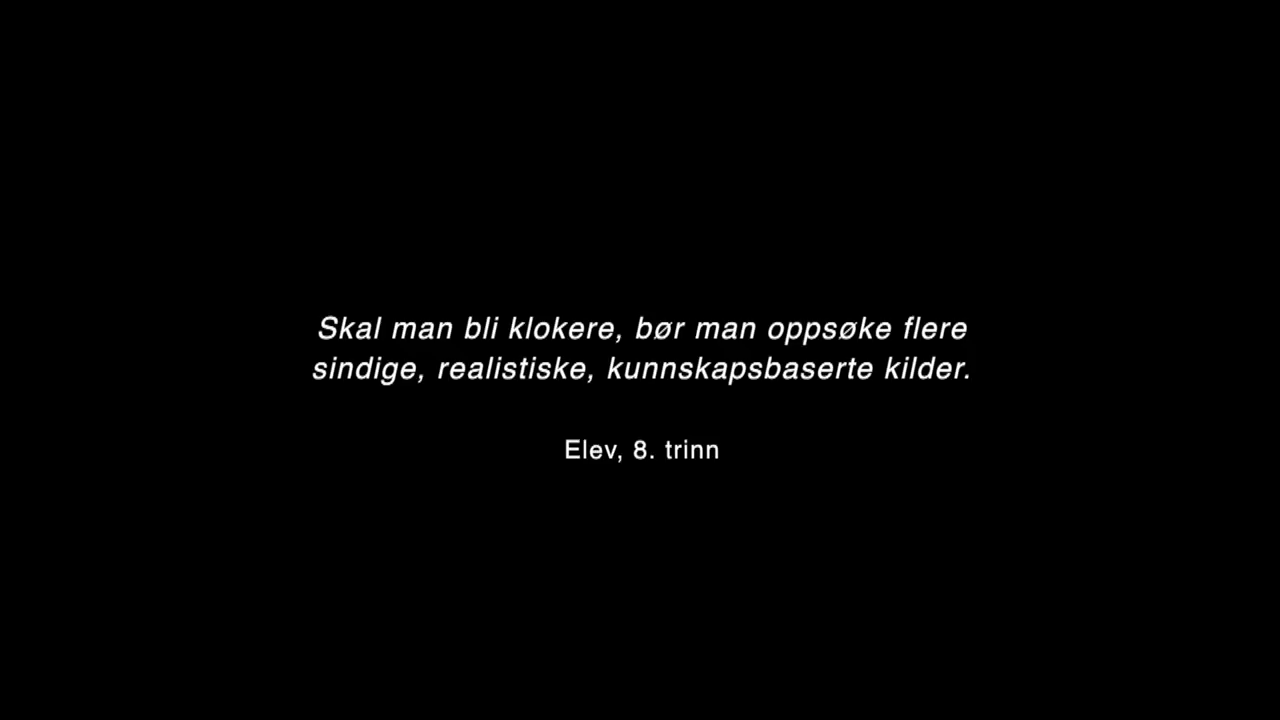 Skal man bli klokere, bør man oppsøke flere
sindige, realistiske, kunnskapsbaserte kilder.
Elev, 8. trinn